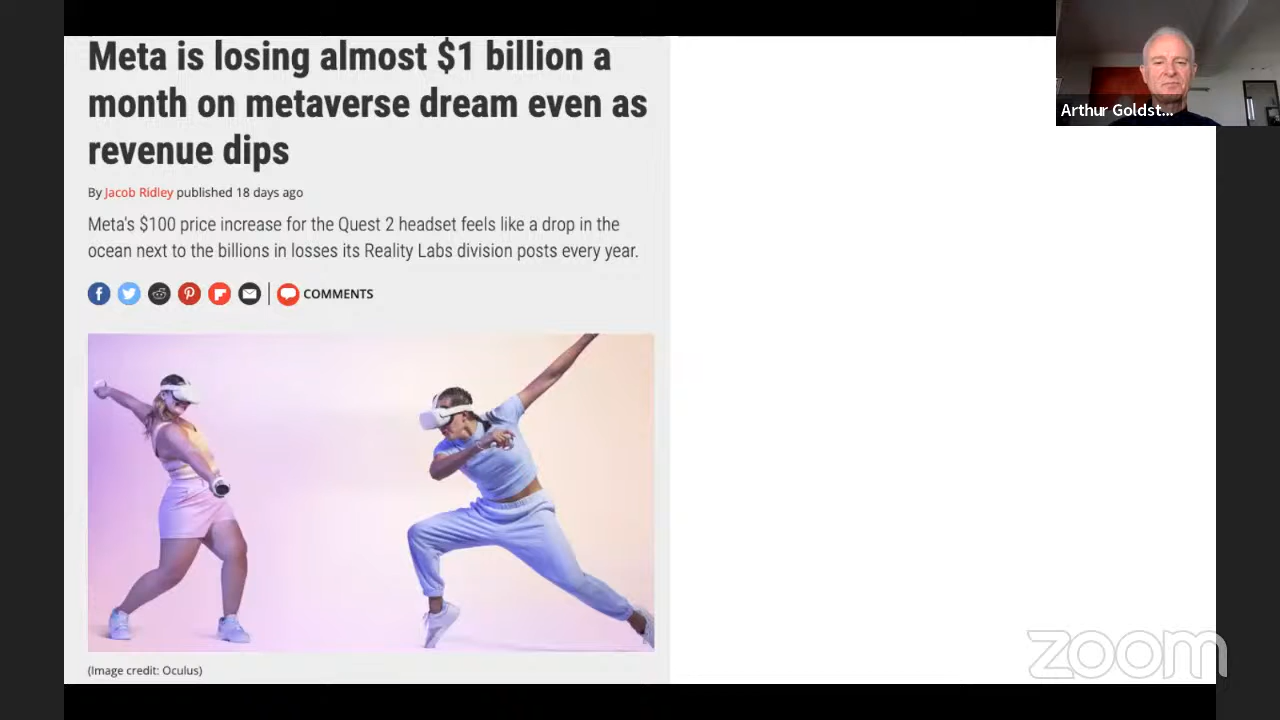 Meta is losing almost $1 billion a
month on metaverse dream even as
revenue dips
By Jacob Ridley published 18 days ago
Meta's $100 price increase for the Quest 2 headset feels like a drop in the
ocean next to the billions in losses its Reality Labs division posts every year.
COMMENTS
(Image credit: Oculus)
Arthur Goldst...
zoom